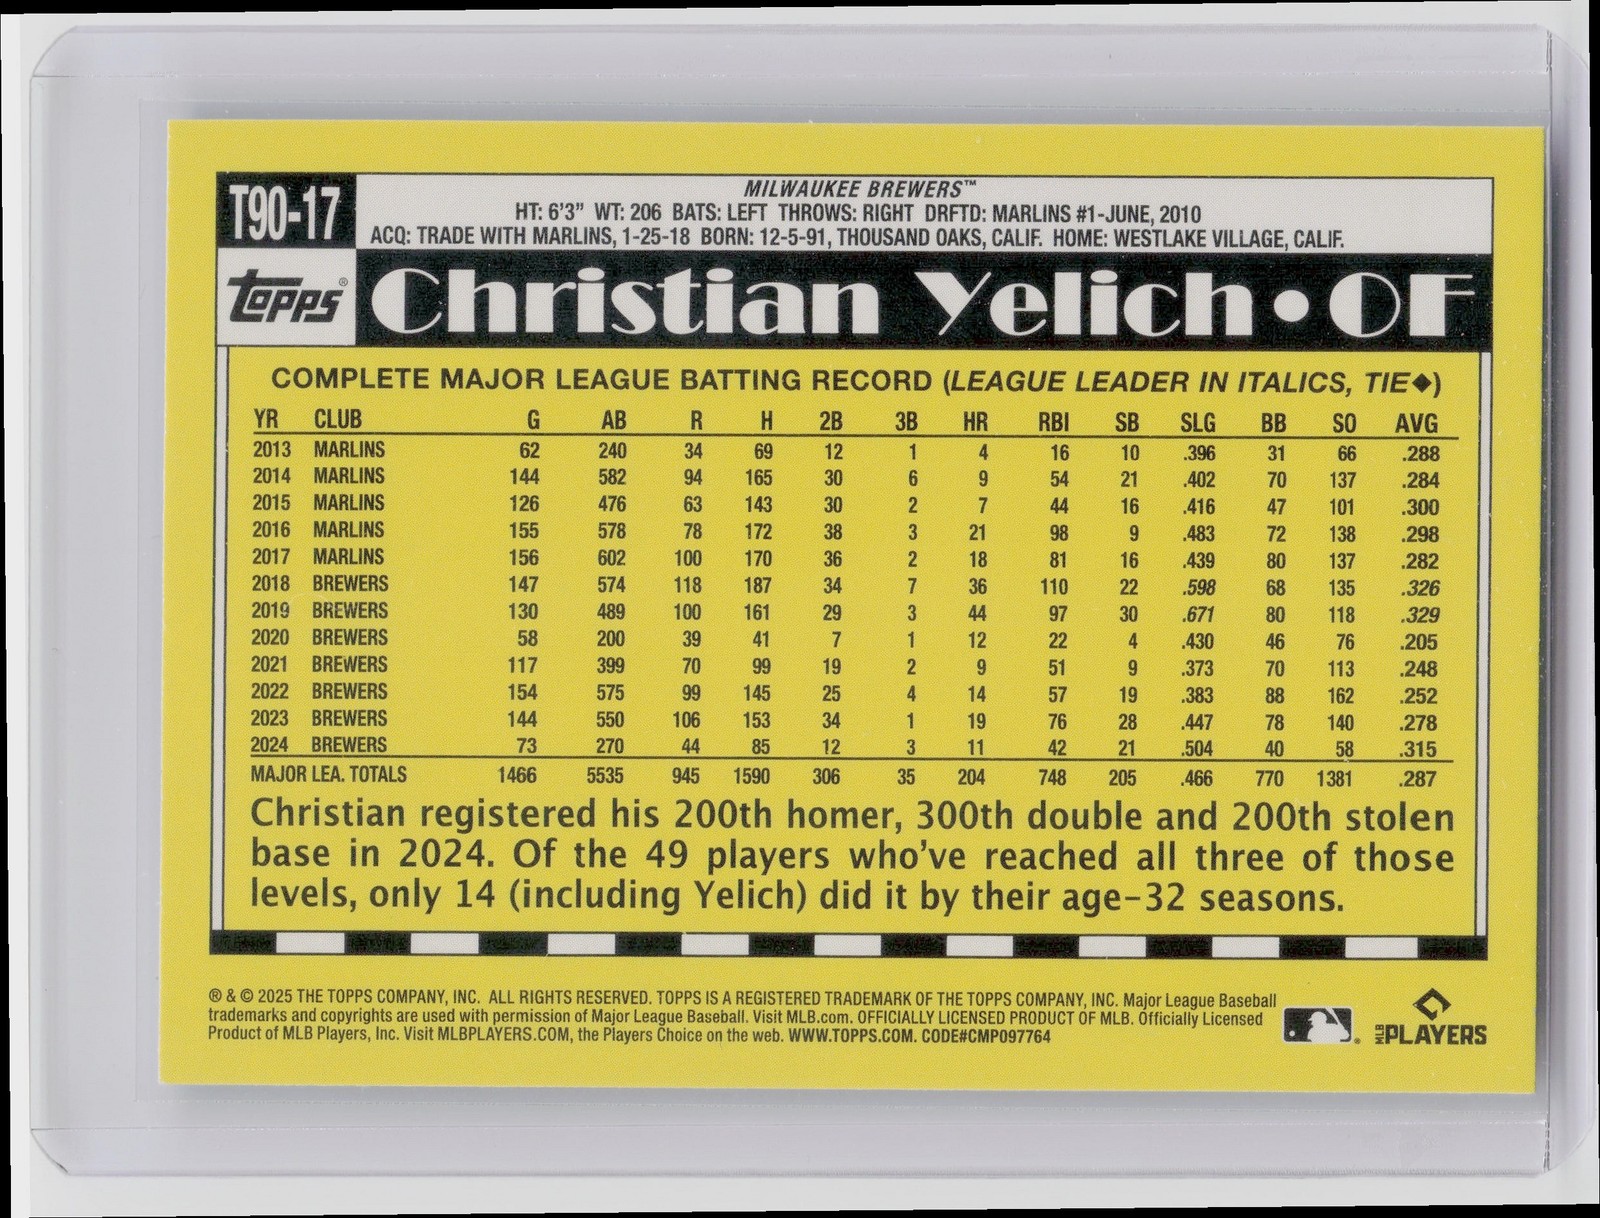 T90-17
MILWAUKEE BREWERS™
HT: 6'3" WT: 206 BATS: LEFT THROWS: RIGHT DRFTD: MARLINS #1-JUNE, 2010
ACQ: TRADE WITH MARLINS, 1-25-18 BORN: 12-5-91, THOUSAND OAKS, CALIF. HOME: WESTLAKE VILLAGE, CALIF.
Topps® Christian Yelich • OF
COMPLETE MAJOR LEAGUE BATTING RECORD (LEAGUE LEADER IN ITALICS, TIE◆)
YR CLUB G AB R H 2B 3B HR RBI SB SLG BB SO AVG
2013 MARLINS 62 240 34 69 12 1 4 16 10 .396 31 66 .288
2014 MARLINS 144 582 94 165 30 6 9 54 21 .402 70 137 .284
2015 MARLINS 126 476 63 143 30 2 7 44 16 .416 47 101 .300
2016 MARLINS 155 578 78 172 38 3 21 98 9 .483 72 138 .298
2017 MARLINS 156 602 100 170 36 2 18 81 16 .439 80 137 .282
2018 BREWERS 147 574 118 187 34 7 36 110 22 .598 68 135 .326
2019 BREWERS 130 489 100 161 29 3 44 97 30 .671 80 118 .329
2020 BREWERS 58 200 39 41 7 1 12 22 4 .430 46 76 .205
2021 BREWERS 117 399 70 99 19 2 9 51 9 .373 70 113 .248
2022 BREWERS 154 575 99 145 25 4 14 57 19 .383 88 162 .252
2023 BREWERS 144 550 106 153 34 1 19 76 28 .447 78 140 .278
2024 BREWERS 73 270 44 85 12 3 11 42 21 .504 40 58 .315
MAJOR LEA. TOTALS 1466 5535 945 1590 306 35 204 748 205 .466 770 1381 .287
Christian registered his 200th homer, 300th double and 200th stolen
base in 2024. Of the 49 players who've reached all three of those
levels, only 14 (including Yelich) did it by their age-32 seasons.
® & © 2025 THE TOPPS COMPANY, INC. ALL RIGHTS RESERVED. TOPPS IS A REGISTERED TRADEMARK OF THE TOPPS COMPANY, INC. Major League Baseball
trademarks and copyrights are used with permission of Major League Baseball. Visit MLB.com. OFFICIALLY LICENSED PRODUCT OF MLB. Officially Licensed
Product of MLB Players, Inc. Visit MLBPLAYERS.COM, the Players Choice on the web. WWW.TOPPS.COM. CODE#CMP097764
MLB PLAYERS